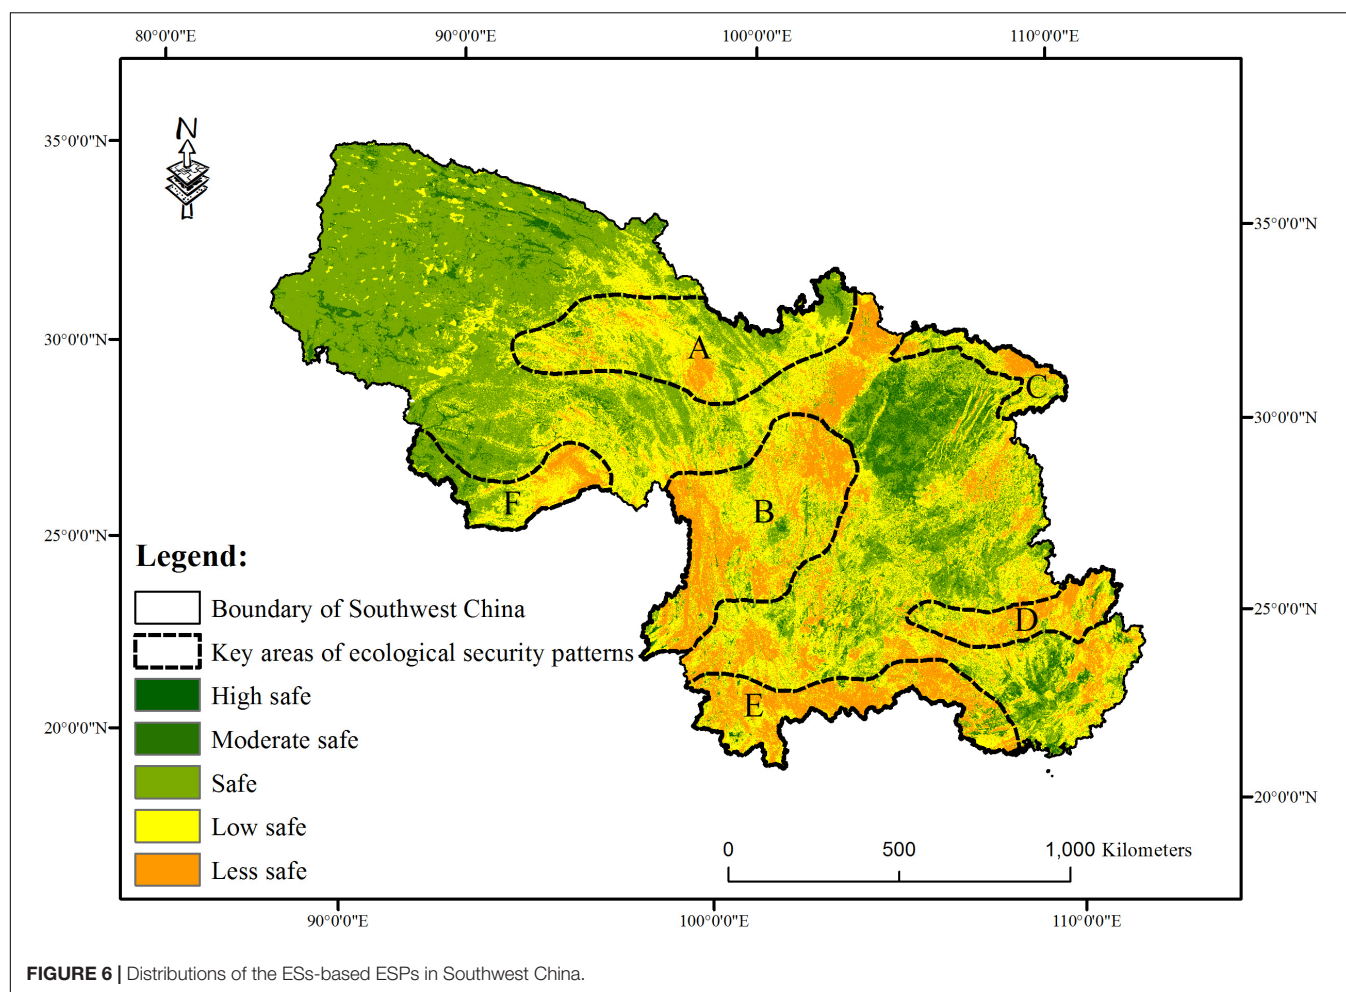 80°0'0"E 90°0'0"E 100°0'0"E 110°0'0"E
N
35°0'0"N
35°0'0"N
30°0'0"N
A
C
30°0'0"N
F
B
25°0'0"N
Legend:
Boundary of Southwest China
25°0'0"N
D
Key areas of ecological security patterns
High safe
E
20°0'0"N
Moderate safe
Safe
20°0'0"N
Low safe
0 500 1,000 Kilometers
Less safe
90°0'0"E 100°0'0"E 110°0'0"E
FIGURE 6 | Distributions of the ESs-based ESPs in Southwest China.